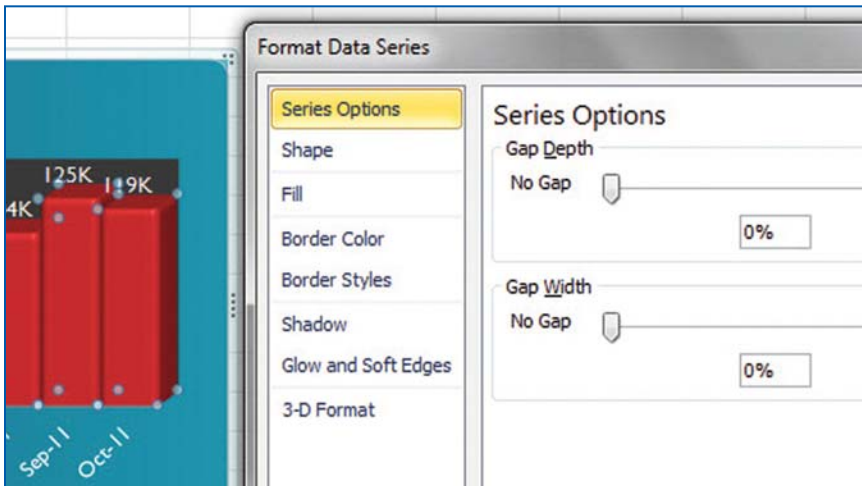 Format Data Series
Series Options
Shape
Fill
Border Color
Border Styles
Shadow
Glow and Soft Edges
3-D Format
Series Options
Gap Depth
No Gap
0%
Gap Width
No Gap
0%
4K
125K
119K
Sep-11
Oct-11